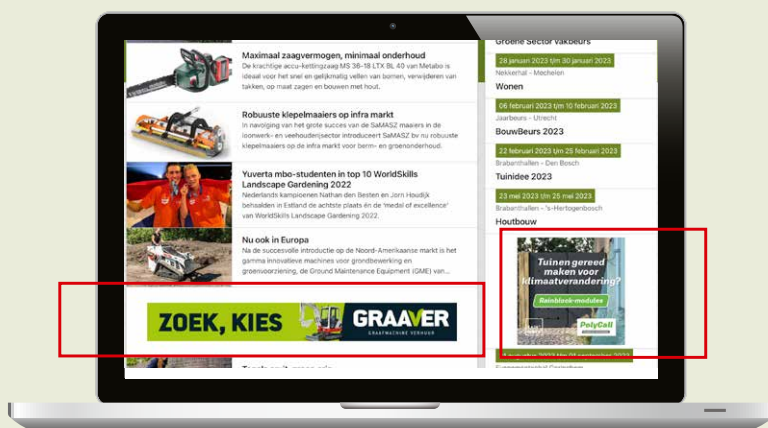 Maximaal zaagvermogen, minimaal onderhoud
De krachtige accu-kettingzaag MS 36-18 LTX BL 40 van Metabo is
ideaal voor het snel en gelijkmatig vellen van bomen, verwijderen van
takken, op maat zagen en bouwen met hout.
Robuuste klepelmaaiers op infra markt
In navolging van het grote succes van de SaMASZ maaiers in de
loonwerk- en veehouderijsector introduceert SaMASZ bv nu robuuste
klepelmaaiers op de infra markt voor berm- en groenonderhoud.
Yuverta mbo-studenten in top 10 WorldSkills
Landscape Gardening 2022
Nederlands kampioenen Nathan den Besten en Jorn Haudijk
behaalden in Estland de achtste plaats én de 'medal of excellence'
van WorldSkills Landscape Gardening 2022.
Nu ook in Europa
Na de succesvolle introductie op de Noord-Amerikaanse markt is het
gamma innovatieve machines voor grondbewerking en
groenvoorziening, de Ground Maintenance Equipment (GME) van...
ZOEK, KIES
GRAAVER
GRAAFMACHINE VERHUUR
Groene Sector Vakbeurs
28 januari 2023 t/m 30 januari 2023
Nekkerhal - Mechelen
Wonen
06 februari 2023 t/m 10 februari 2023
Jaarbeurs - Utrecht
BouwBeurs 2023
22 februari 2023 t/m 25 februari 2023
Brabanthallen - Den Bosch
Tuinidee 2023
23 mei 2023 t/m 25 mei 2023
Brabanthallen - 's-Hertogenbosch
Houtbouw
Tuinen gereed
maken voor
klimaatverandering?
Rainblock-modules
PolyCall